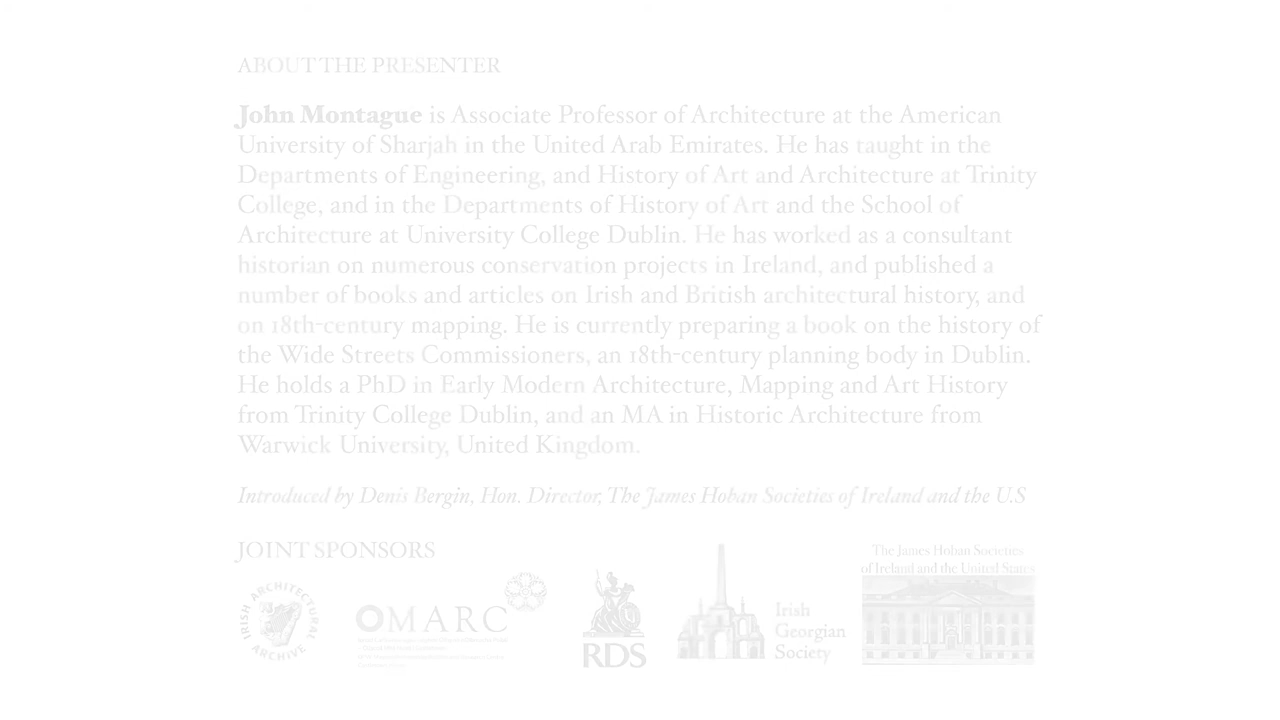 ABOUT THE PRESENTER
John Montague is Associate Professor of Architecture at the American
University of Sharjah in the United Arab Emirates. He has taught in the
Departments of Engineering, and History of Art and Architecture at Trinity
College, and in the Departments of History of Art and the School of
Architecture at University College Dublin. He has worked as a consultant
historian on numerous conservation projects in Ireland, and published a
number of books and articles on Irish and British architectural history, and
on 18th-century mapping. He is currently preparing a book on the history of
the Wide Streets Commissioners, an 18th-century planning body in Dublin.
He holds a PhD in Early Modern Architecture, Mapping and Art History
from Trinity College Dublin, and an MA in Historic Architecture from
Warwick University, United Kingdom.
Introduced by Denis Bergin, Hon. Director, The James Hoban Societies of Ireland and the U.S
JOINT SPONSORS
IRISH ARCHITECTURAL ARCHIVE
OMARC
RDS
Irish
Georgian
Society
The James Hoban Societies
of Ireland and the United States